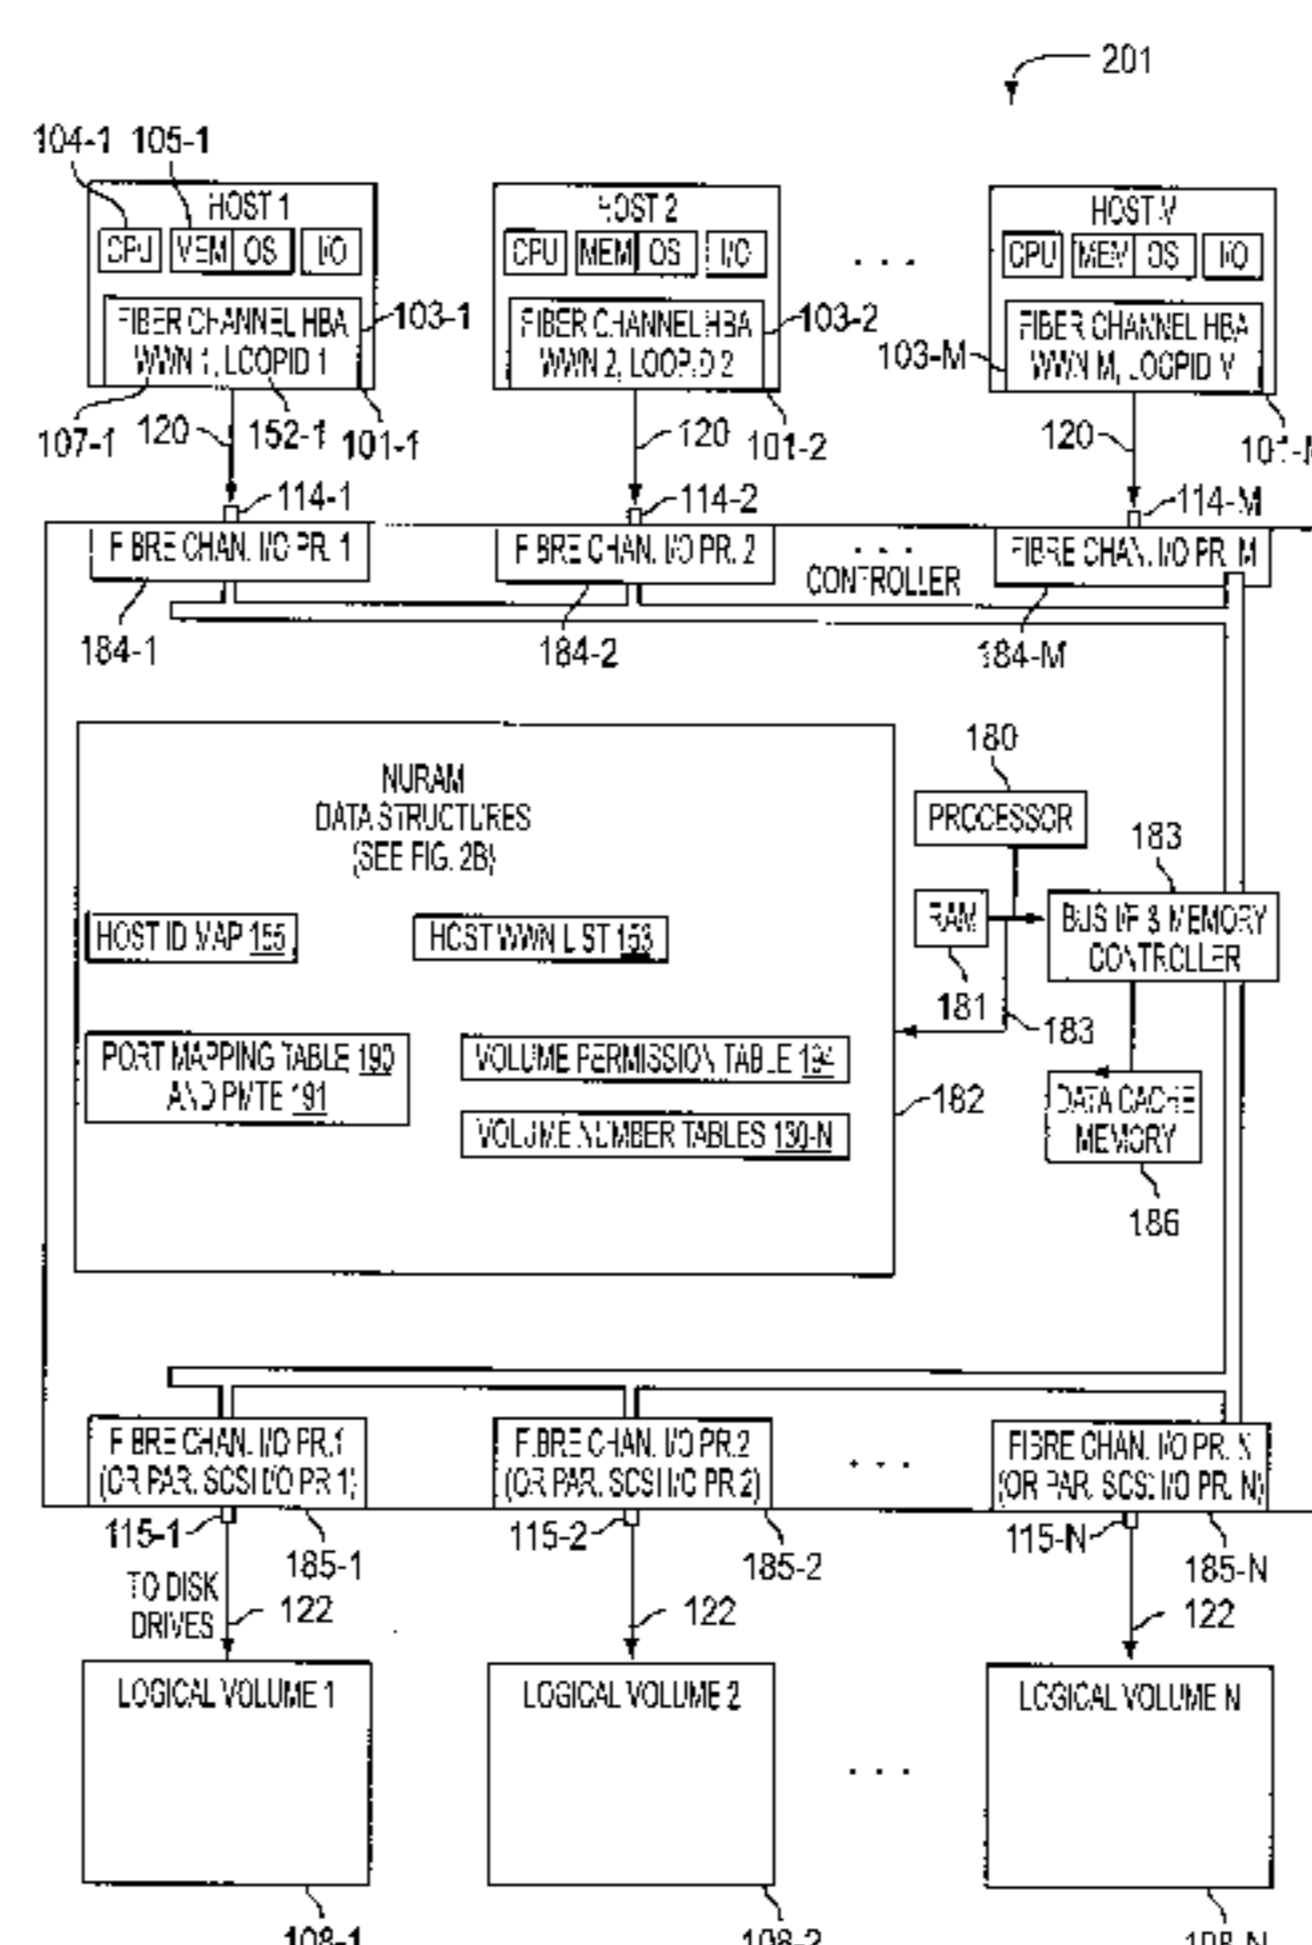 201
104-1 105-1
HOST 1
CPU MEM OS I/O
FIBER CHANNEL HBA
WWN 1, LOOPID 1
103-1
107-1 120 152-1 101-1
HOST 2
CPU MEM OS I/O
FIBER CHANNEL HBA
WWN 2, LOOPID 2
103-2
120 101-2
. . .
HOST M
CPU MEM OS I/O
FIBER CHANNEL HBA
WWN M, LOOPID M
103-M
120
114-1
114-2
114-M
FIBRE CHAN. I/O PR. 1
FIBRE CHAN. I/O PR. 2
. . .
FIBRE CHAN. I/O PR. M
CONTROLLER
184-1
184-2
184-M
NURAM
DATA STRUCTURES
(SEE FIG. 2B)
HOST ID MAP 155
HOST WWN LIST 153
PORT MAPPING TABLE 190
AND PMTE 191
VOLUME PERMISSION TABLE 194
VOLUME NUMBER TABLES 130-N
180
PROCESSOR
183
RAM
BUS I/F & MEMORY
CONTROLLER
181
183
182
DATA CACHE
MEMORY
186
FIBRE CHAN. I/O PR.1
(OR PAR. SCSI I/O PR 1)
FIBRE CHAN. I/O PR.2
(OR PAR. SCSI I/O PR.2)
. . .
FIBRE CHAN. I/O PR. N
(OR PAR. SCSI I/O PR. N)
115-1
185-1
115-2
185-2
115-N
185-N
TO DISK
DRIVES
122
122
122
LOGICAL VOLUME 1
LOGICAL VOLUME 2
LOGICAL VOLUME N
. . .
108-1
108-2
108-N